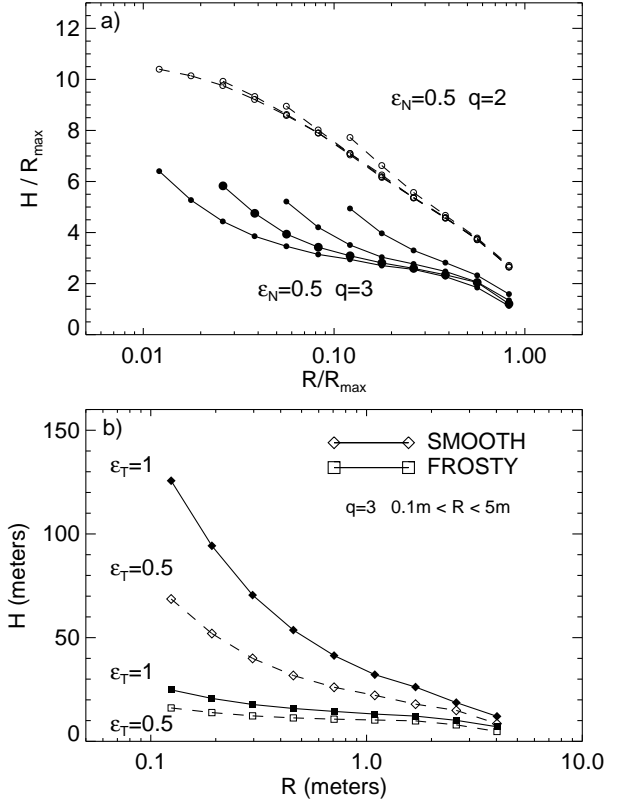 a)
12
10
8
6
4
2
0
H / R_max
ε_N=0.5 q=2
ε_N=0.5 q=3
0.01 0.10 1.00
R/R_max
b)
150
100
50
0
H (meters)
SMOOTH
FROSTY
q=3 0.1m < R < 5m
ε_T=1
ε_T=0.5
ε_T=1
ε_T=0.5
0.1 1.0 10.0
R (meters)